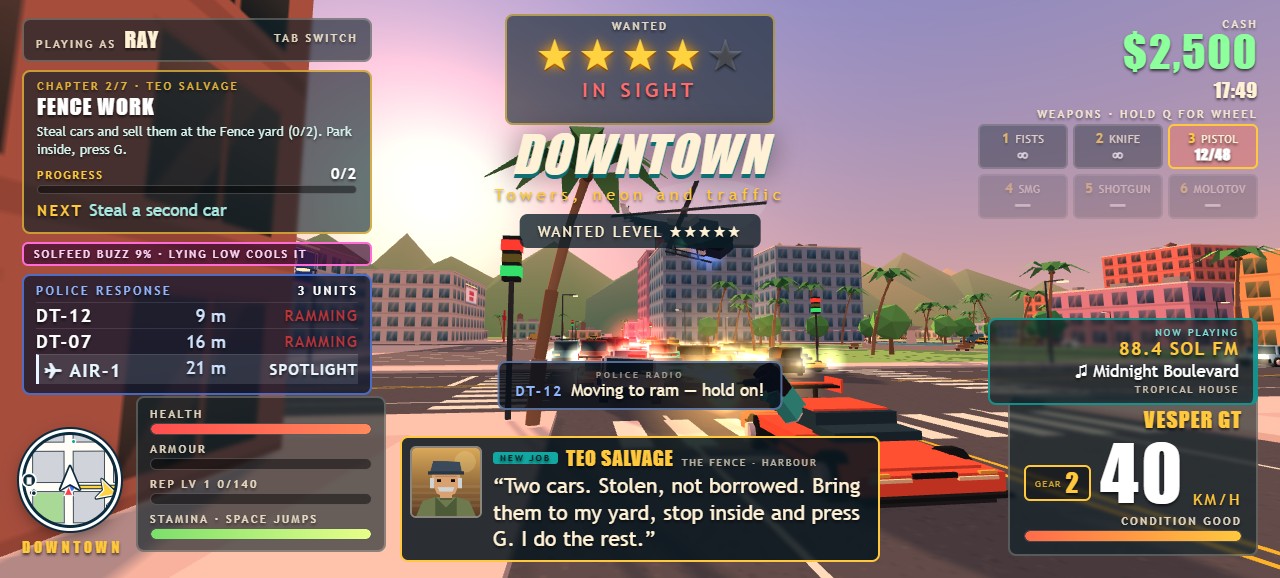 PLAYING AS RAY TAB SWITCH
CHAPTER 2/7 · TEO SALVAGE
FENCE WORK
Steal cars and sell them at the Fence yard (0/2). Park
inside, press G.
PROGRESS 0/2
NEXT Steal a second car
SOLFEED BUZZ 9% · LYING LOW COOLS IT
POLICE RESPONSE 3 UNITS
DT-12 9 m RAMMING
DT-07 16 m RAMMING
AIR-1 21 m SPOTLIGHT
HEALTH
ARMOUR
REP LV 1 0/140
STAMINA · SPACE JUMPS
DOWNTOWN
WANTED
IN SIGHT
DOWNTOWN
Towers, neon and traffic
WANTED LEVEL ★★★★★
POLICE RADIO
DT-12 Moving to ram — hold on!
NEW JOB TEO SALVAGE THE FENCE · HARBOUR
“Two cars. Stolen, not borrowed. Bring
them to my yard, stop inside and press
G. I do the rest.”
CASH
$2,500
17:49
WEAPONS · HOLD Q FOR WHEEL
1 FISTS 2 KNIFE 3 PISTOL
∞ ∞ 12/48
4 SMG 5 SHOTGUN 6 MOLOTOV
— — —
NOW PLAYING
88.4 SOL FM
♫ Midnight Boulevard
TROPICAL HOUSE
VESPER GT
GEAR 2 40 KM/H
CONDITION GOOD